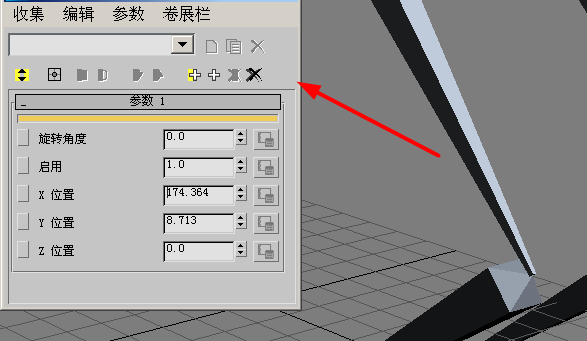 收集 编辑 参数 卷展栏
- 参数 1
旋转角度 0.0
启用 1.0
X 位置 174.364
Y 位置 8.713
Z 位置 0.0